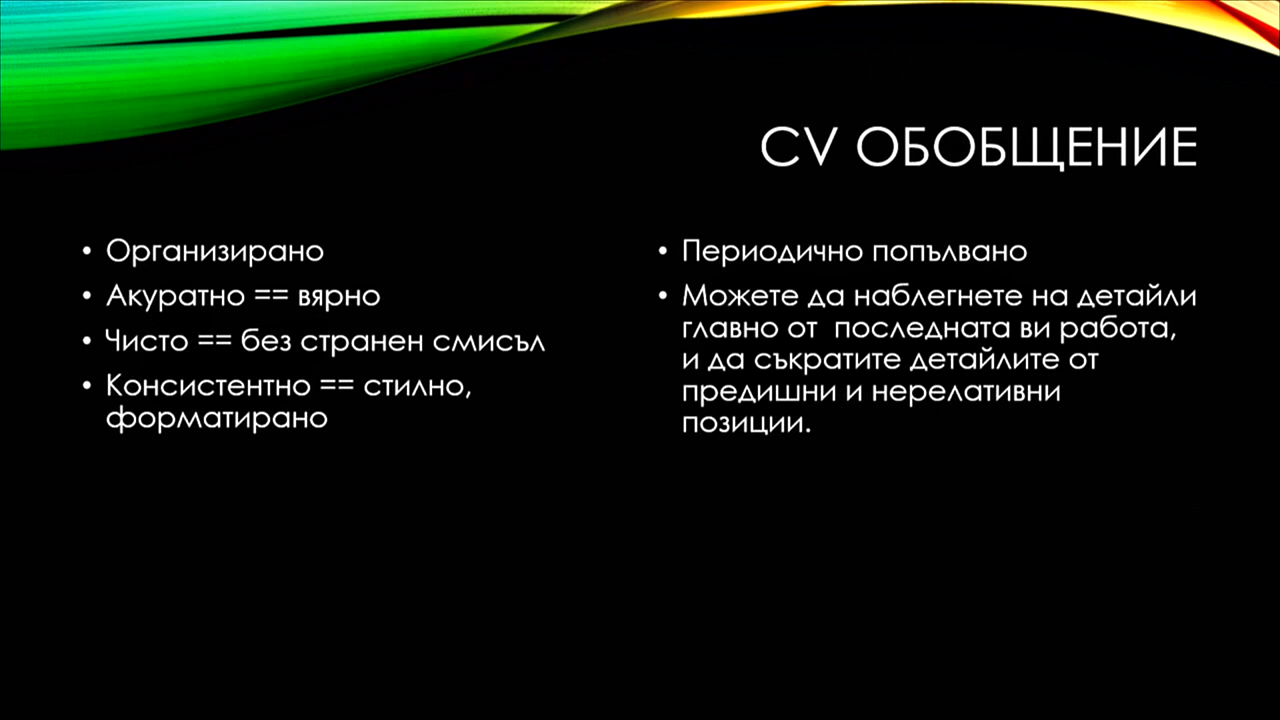 CV ОБОБЩЕНИЕ
• Организирано
• Акуратно == вярно
• Чисто == без странен смисъл
• Консистентно == стилно,
форматирано
• Периодично попълвано
• Можете да наблегнете на детайли
главно от  последната ви работа,
и да съкратите детайлите от
предишни и нерелативни
позиции.